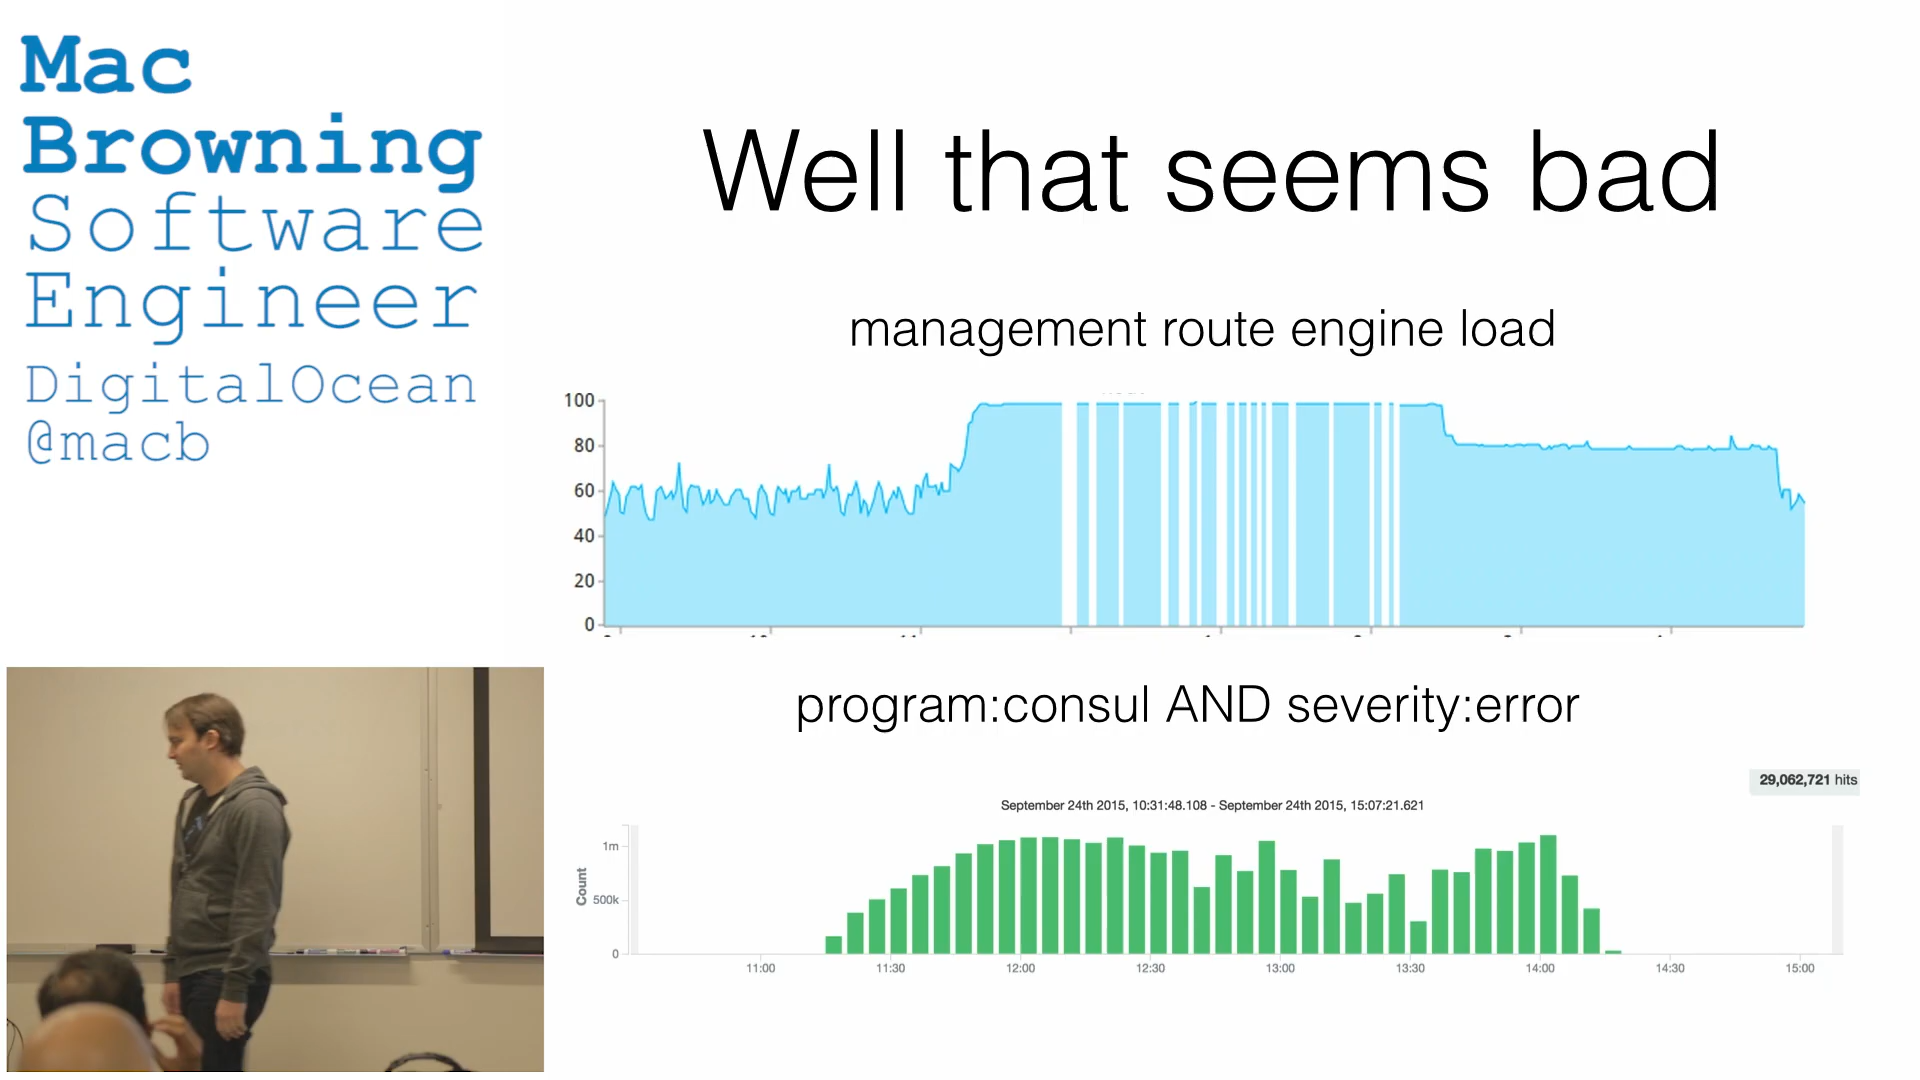 Mac
Browning
Software
Engineer
DigitalOcean
@macb
Well that seems bad
management route engine load
100
80
60
40
20
0
program:consul AND severity:error
29,062,721 hits
September 24th 2015, 10:31:48.108 - September 24th 2015, 15:07:21.621
Count
1m
500k
0
11:00 11:30 12:00 12:30 13:00 13:30 14:00 14:30 15:00